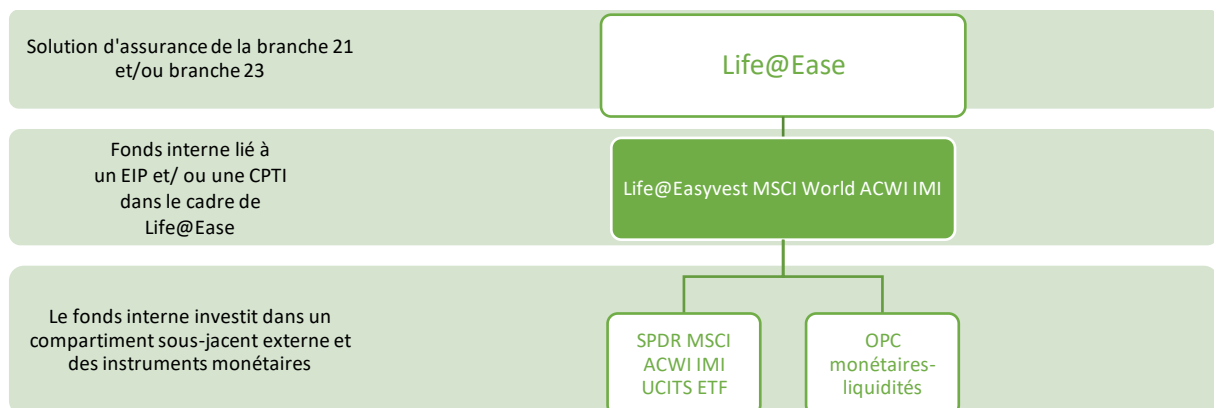 Solution d'assurance de la branche 21
et/ou branche 23
Life@Ease
Fonds interne lié à
un EIP et/ ou une CPTI
dans le cadre de
Life@Ease
Life@Easyvest MSCI World ACWI IMI
Le fonds interne investit dans un
compartiment sous-jacent externe et
des instruments monétaires
SPDR MSCI
ACWI IMI
UCITS ETF
OPC
monétaires-
liquidités